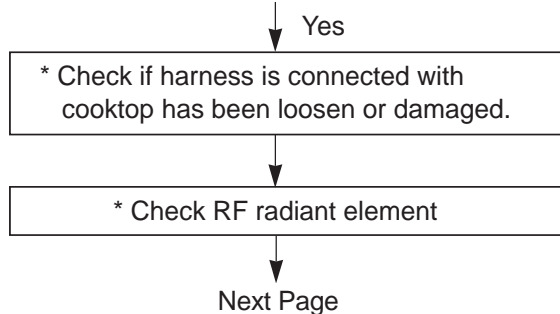 Yes
* Check if harness is connected with
cooktop has been loosen or damaged.
* Check RF radiant element
Next Page